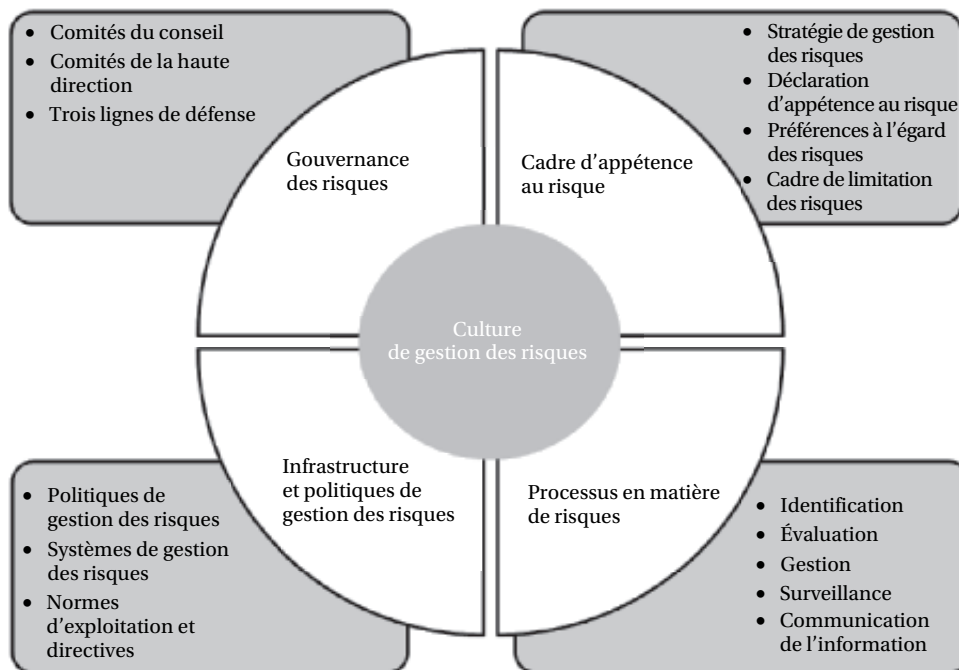 • Comités du conseil
• Comités de la haute
direction
• Trois lignes de défense
• Stratégie de gestion
des risques
• Déclaration
d’appétence au risque
• Préférences à l’égard
des risques
• Cadre de limitation
des risques
Gouvernance
des risques
Cadre d’appétence
au risque
Culture
de gestion des risques
Infrastructure
et politiques de
gestion des risques
Processus en matière
de risques
• Politiques de
gestion des risques
• Systèmes de gestion
des risques
• Normes
d’exploitation et
directives
• Identification
• Évaluation
• Gestion
• Surveillance
• Communication
de l’information